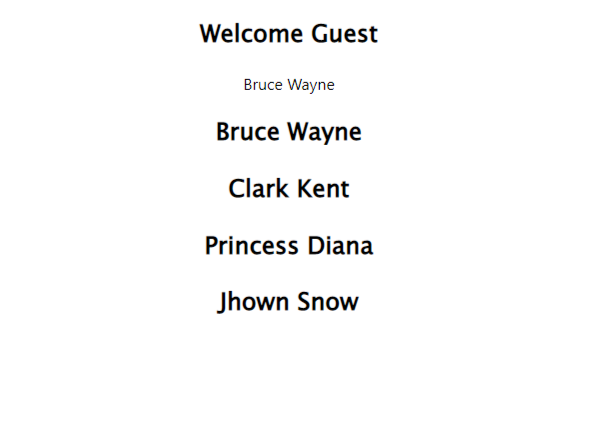 Welcome Guest
Bruce Wayne
Bruce Wayne
Clark Kent
Princess Diana
Jhown Snow